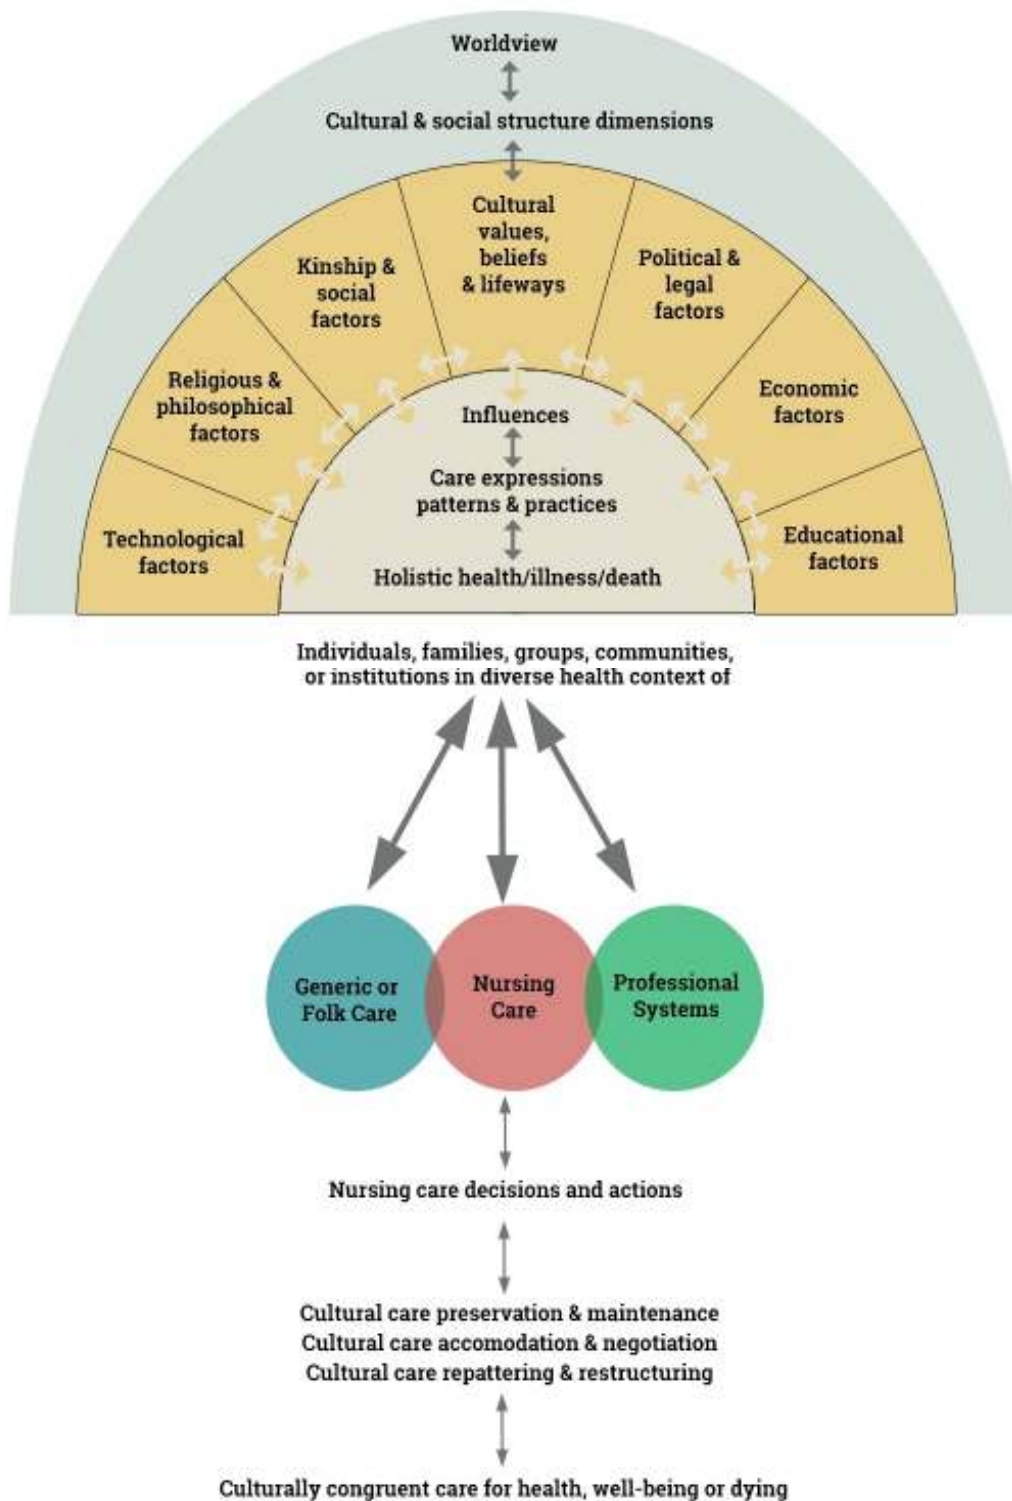 Worldview
Cultural & social structure dimensions
Cultural
values,
beliefs
& lifeways
Kinship &
social
factors
Political &
legal
factors
Religious &
philosophical
factors
Economic
factors
Technological
factors
Educational
factors
Influences
Care expressions
patterns & practices
Holistic health/illness/death
Individuals, families, groups, communities,
or institutions in diverse health context of
Generic or
Folk Care
Nursing
Care
Professional
Systems
Nursing care decisions and actions
Cultural care preservation & maintenance
Cultural care accomodation & negotiation
Cultural care repattering & restructuring
Culturally congruent care for health, well-being or dying